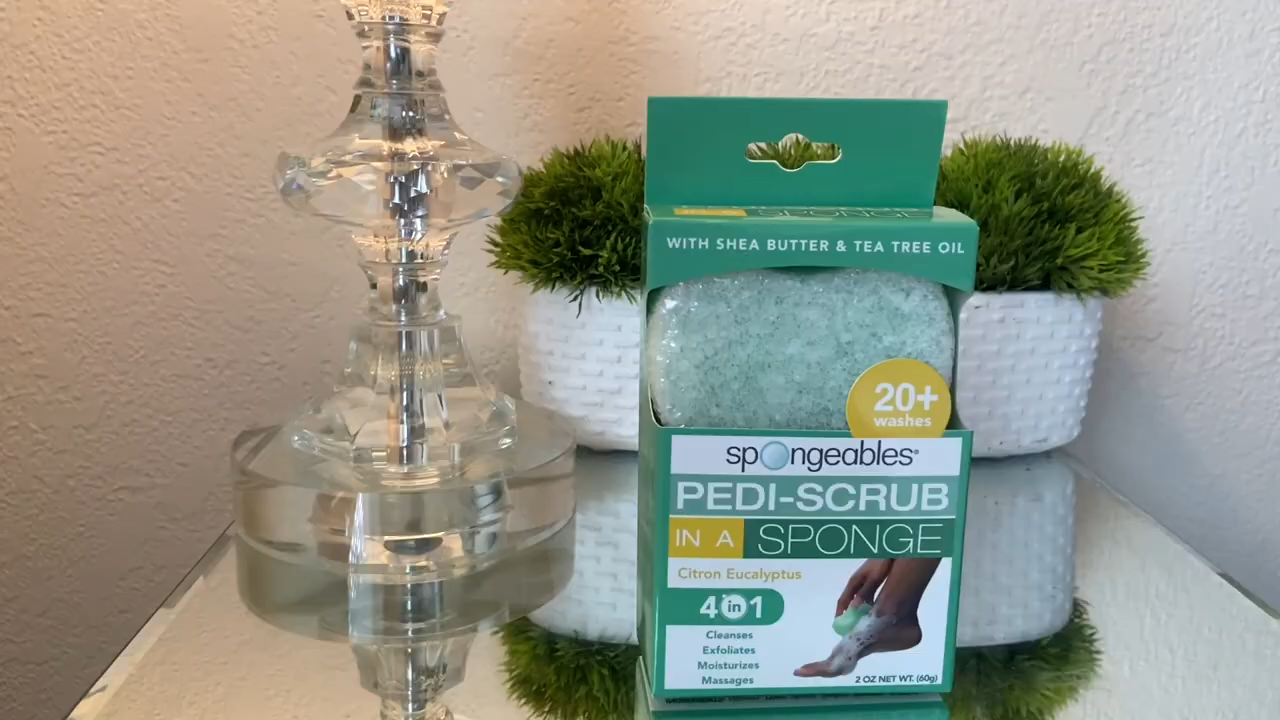 IN A SPONGE
WITH SHEA BUTTER & TEA TREE OIL
20+
washes
spongeables®
PEDI-SCRUB
IN A SPONGE
Citron Eucalyptus
4 in 1
Cleanses
Exfoliates
Moisturizes
Massages
2 OZ NET WT. (60g)